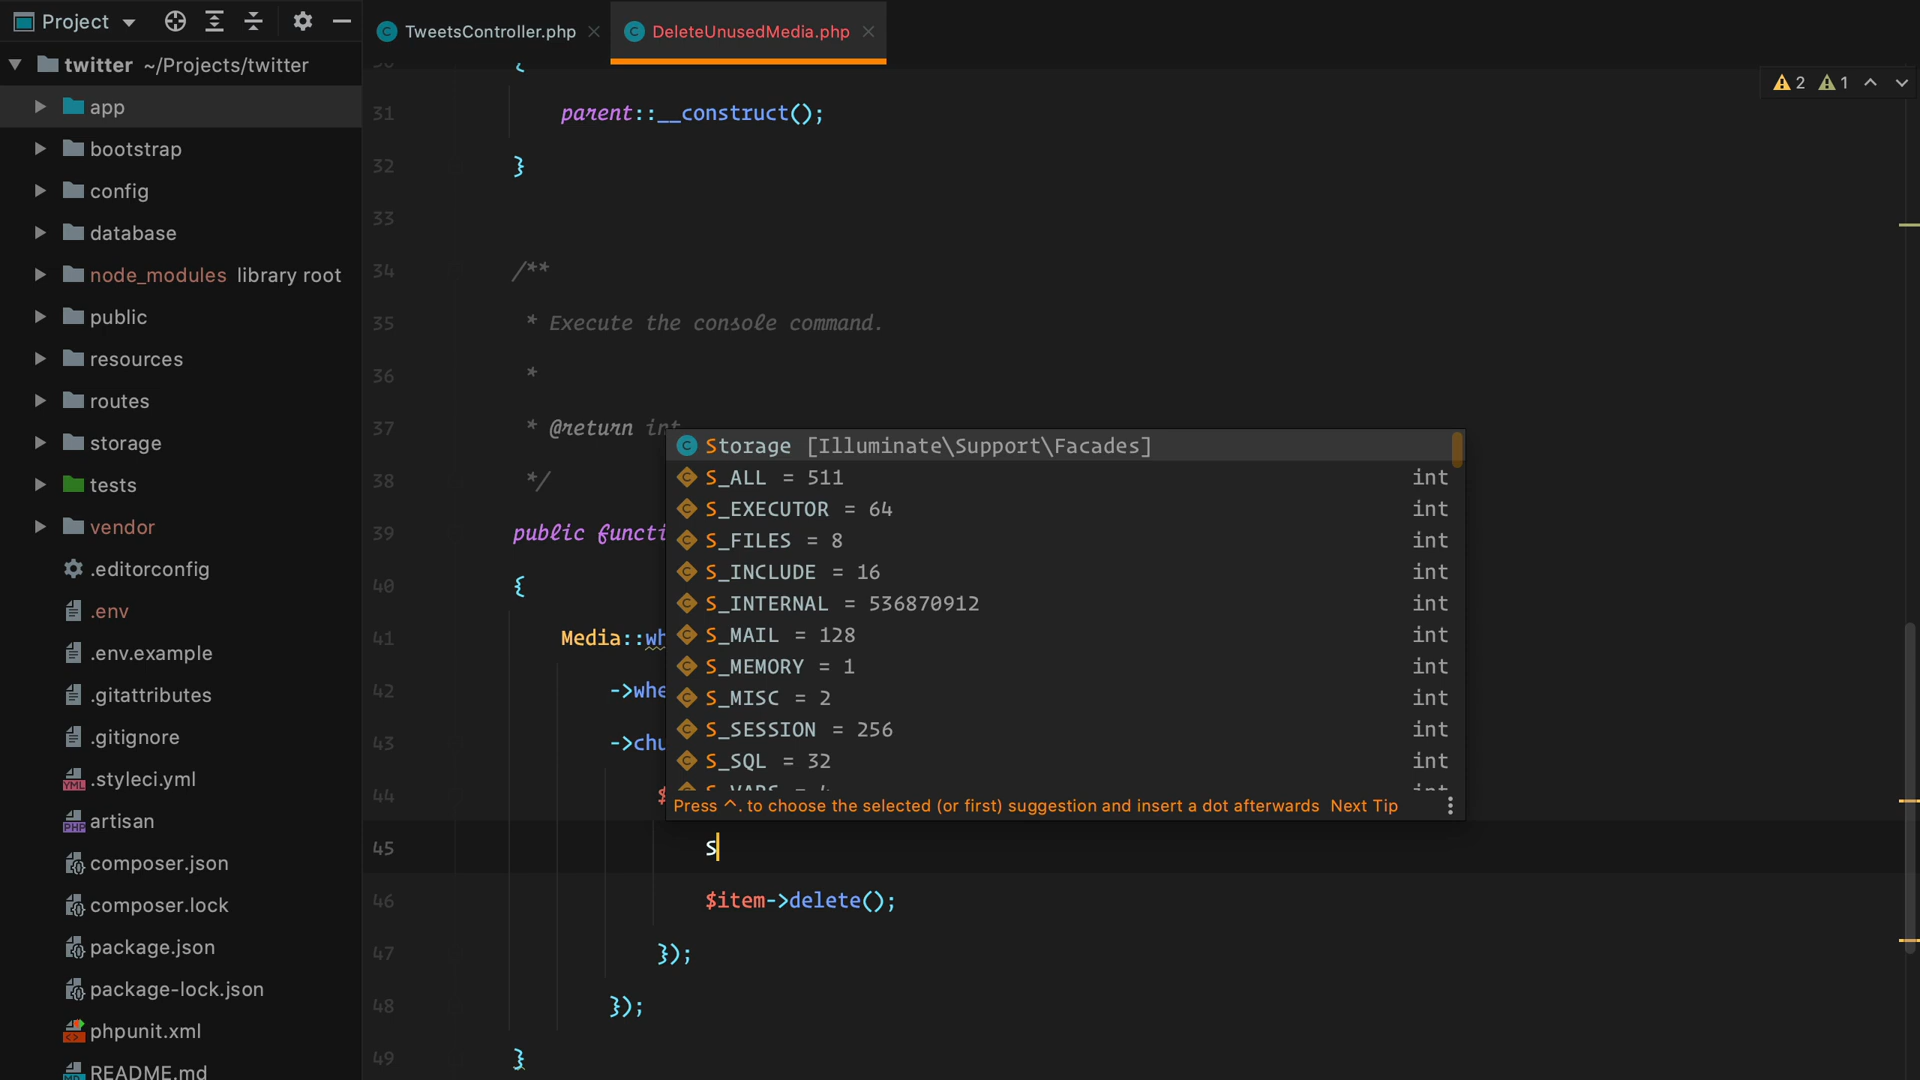 Project
twitter ~/Projects/twitter
app
bootstrap
config
database
node_modules library root
public
resources
routes
storage
tests
vendor
.editorconfig
.env
.env.example
.gitattributes
.gitignore
.styleci.yml
artisan
composer.json
composer.lock
package.json
package-lock.json
phpunit.xml
README.md
TweetsController.php
DeleteUnusedMedia.php
2 1
{
31 parent::__construct();
32 }
33
34 /**
35 * Execute the console command.
36 *
37 * @return int
38 */
39 public functi
40 {
41 Media::wh
42 ->whe
43 ->chu
44 $
Storage [Illuminate\Support\Facades]
S_ALL = 511 int
S_EXECUTOR = 64 int
S_FILES = 8 int
S_INCLUDE = 16 int
S_INTERNAL = 536870912 int
S_MAIL = 128 int
S_MEMORY = 1 int
S_MISC = 2 int
S_SESSION = 256 int
S_SQL = 32 int
Press ^. to choose the selected (or first) suggestion and insert a dot afterwards Next Tip
45 S
46 $item->delete();
47 });
48 });
49 }